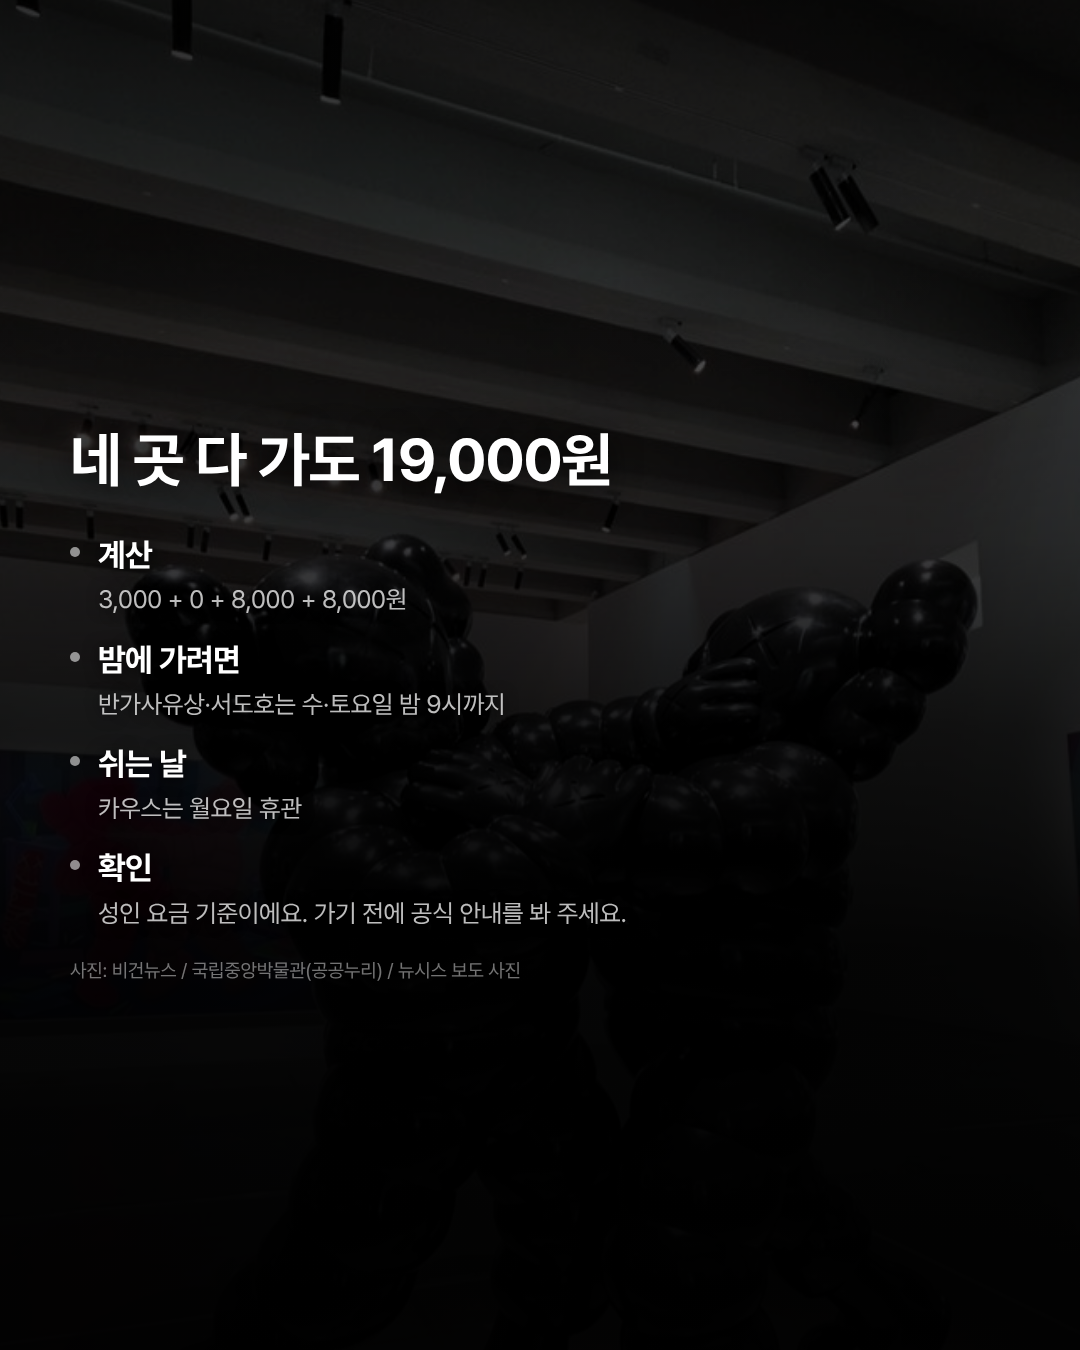 네 곳 다 가도 19,000원
계산
3,000 + 0 + 8,000 + 8,000원
밤에 가려면
반가사유상·서도호는 수·토요일 밤 9시까지
쉬는 날
카우스는 월요일 휴관
확인
성인 요금 기준이에요. 가기 전에 공식 안내를 봐 주세요.
사진: 비건뉴스 / 국립중앙박물관(공공누리) / 뉴시스 보도 사진